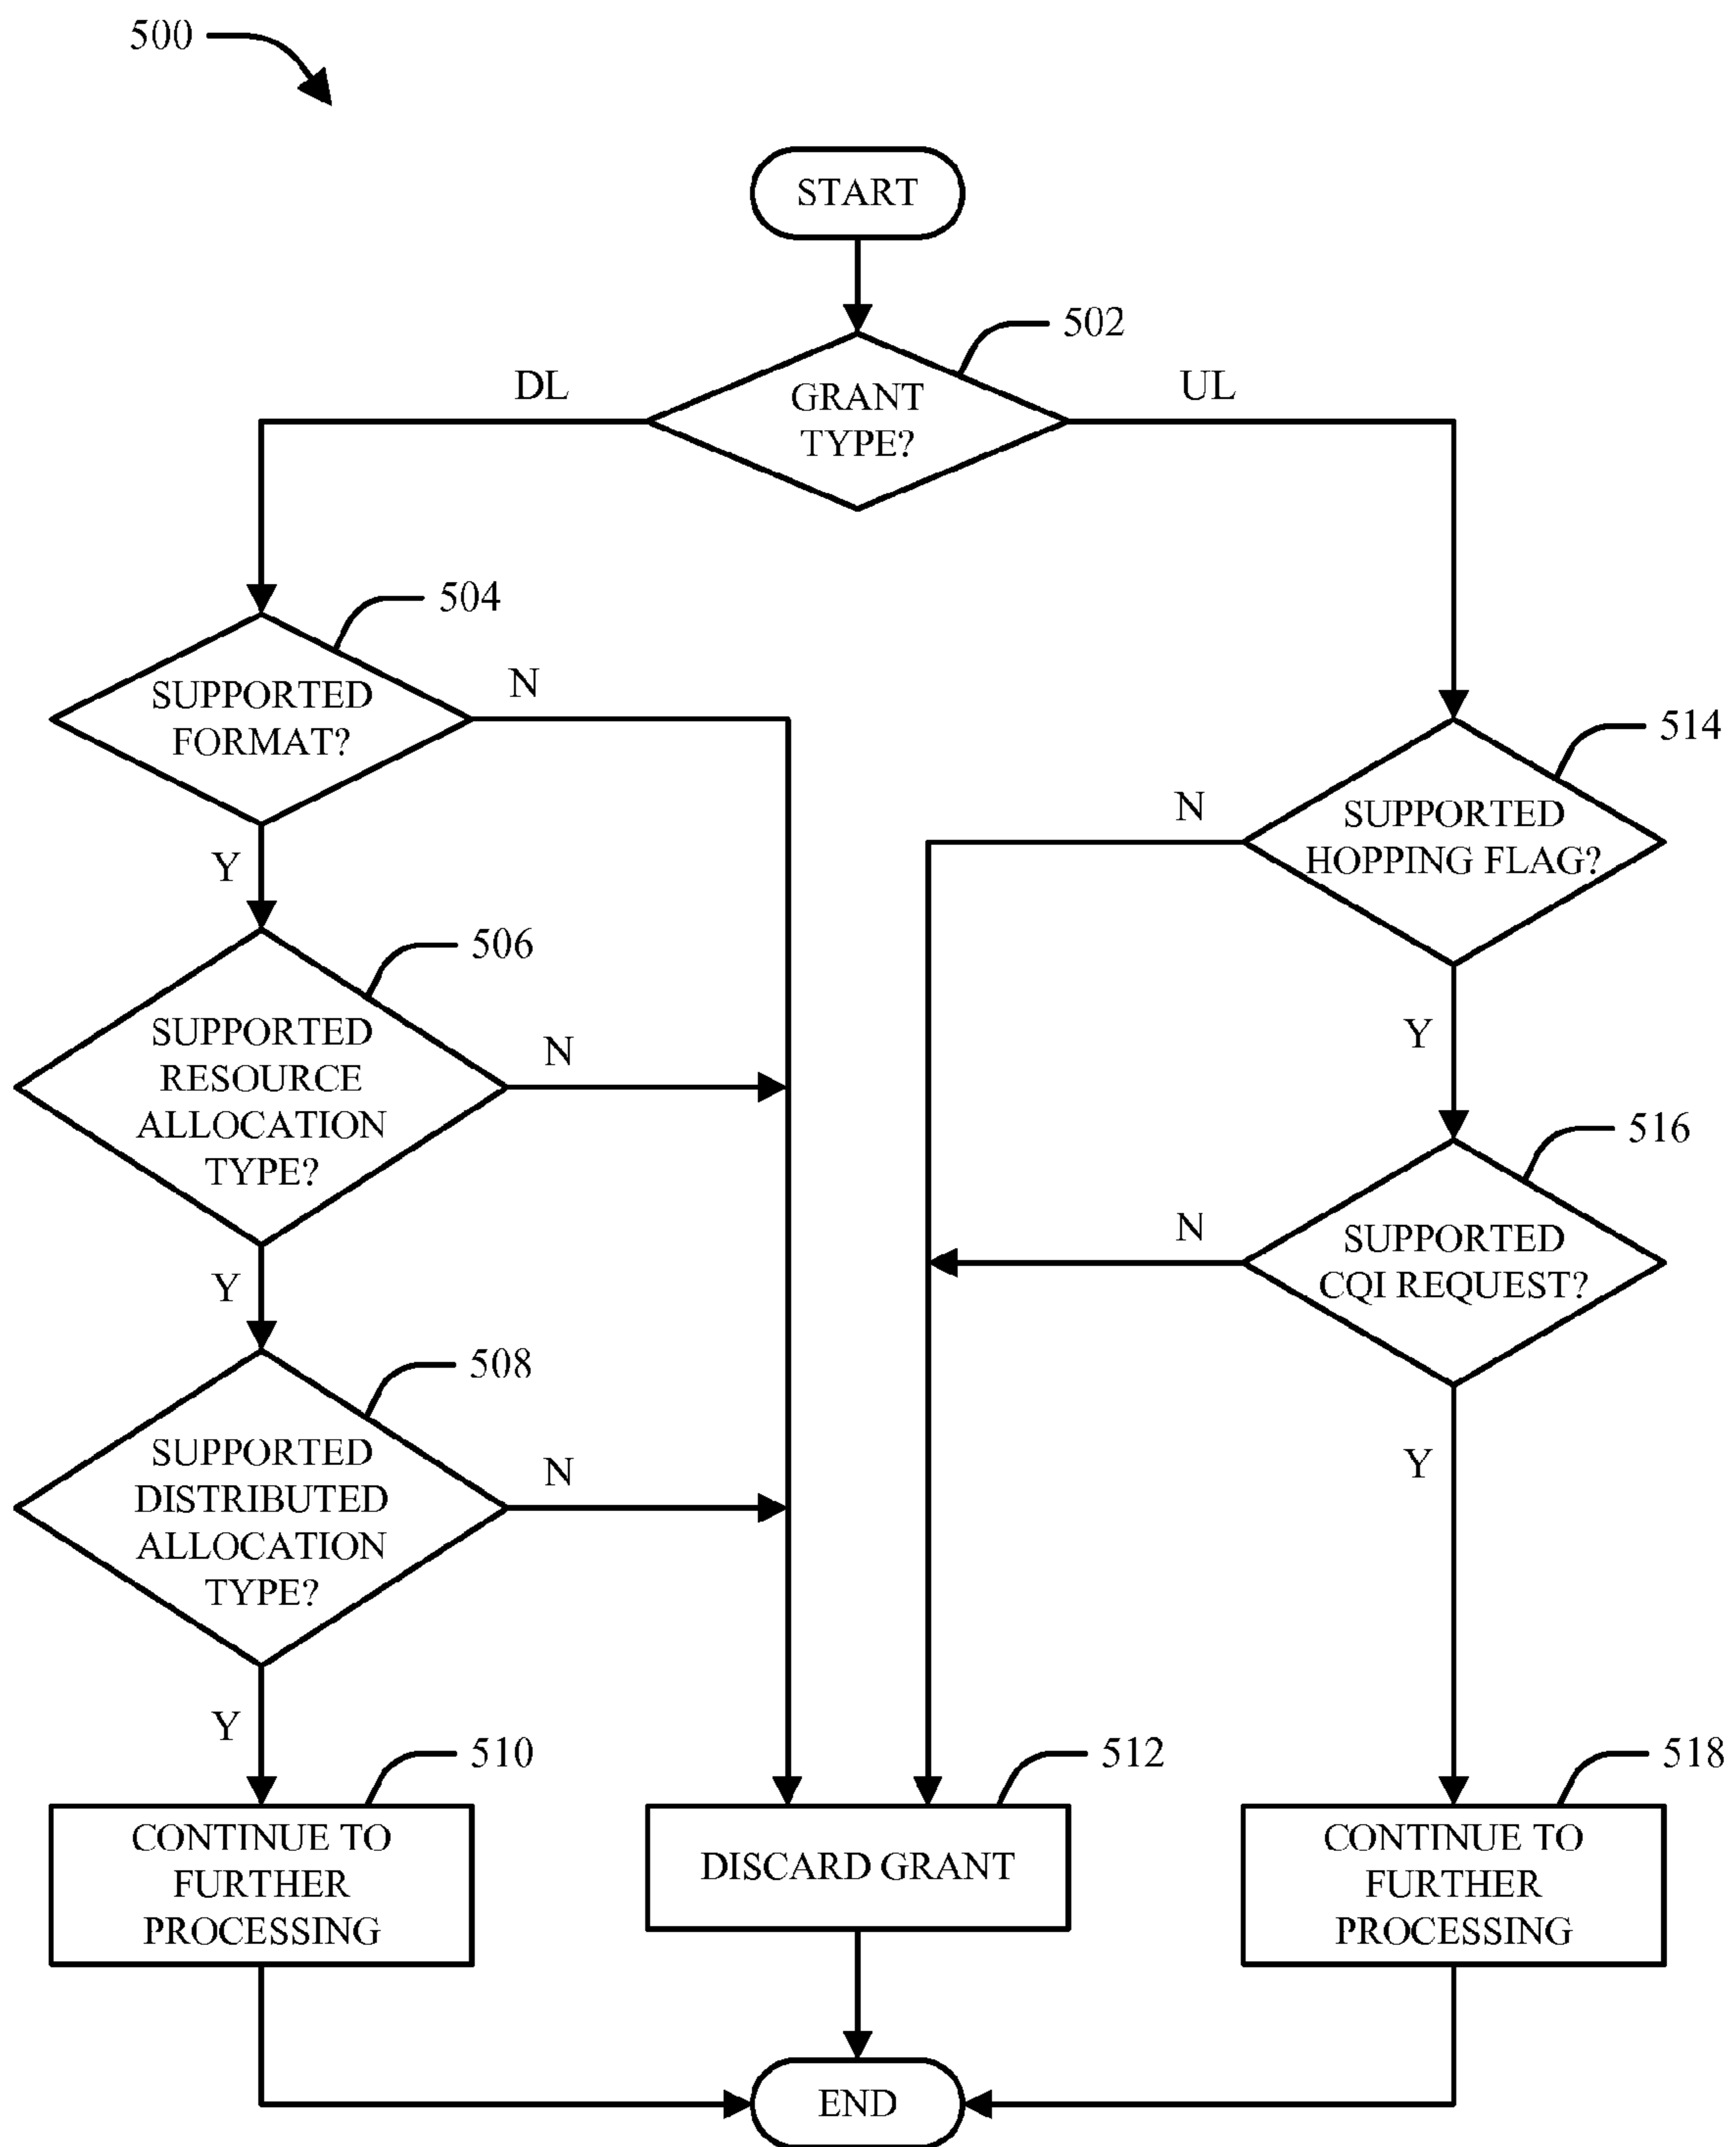 500
START
502
GRANT
TYPE?
DL
UL
504
SUPPORTED
FORMAT?
N
Y
506
SUPPORTED
RESOURCE
ALLOCATION
TYPE?
N
Y
508
SUPPORTED
DISTRIBUTED
ALLOCATION
TYPE?
N
Y
510
CONTINUE TO
FURTHER
PROCESSING
512
DISCARD GRANT
514
SUPPORTED
HOPPING FLAG?
N
Y
516
SUPPORTED
CQI REQUEST?
N
Y
518
CONTINUE TO
FURTHER
PROCESSING
END